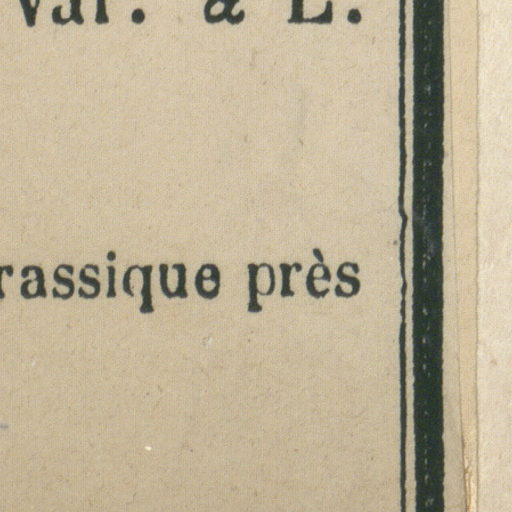 Var. α L.
rassique près